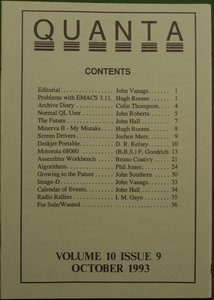 QUANTA
CONTENTS
Editorial John Vanags 1
Problems with EMACS 3.11. Hugh Rooms 1
Archive Diary Colin Thompson. 4
Normal QL User John Roberts. 5
The Future John Hall 7
Minerva II - My Mistake Hugh Rooms 8
Screen Drivers Jochen Merz. 9
Deskjet Portable. D. R. Kelsey. 10
Motorola 68060 (B.B.S.) F. Goodrich 13
Assembler Workbench Bruno Coativy 21
Algorithms Phil Jones. 24
Growing to the Future John Southern 30
Image-D John Vanags. 33
Calendar of Events. John Hall 34
Radio Rallies I. M. Gaye 35
For Sale/Wanted 36
VOLUME 10 ISSUE 9
OCTOBER 1993